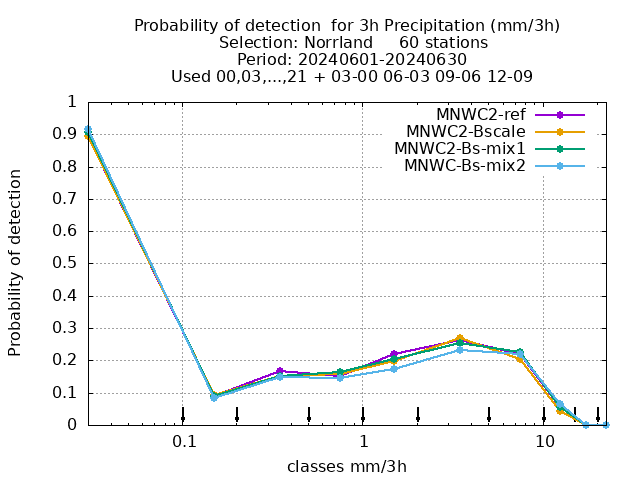 Probability of detection  for 3h Precipitation (mm/3h)
Selection: Norrland     60 stations
Period: 20240601-20240630
Used 00,03,...,21 + 03-00 06-03 09-06 12-09
MNWC2-ref
MNWC2-Bscale
MNWC2-Bs-mix1
MNWC-Bs-mix2
Probability of detection
1
0.9
0.8
0.7
0.6
0.5
0.4
0.3
0.2
0.1
0
0.1 1 10
classes mm/3h